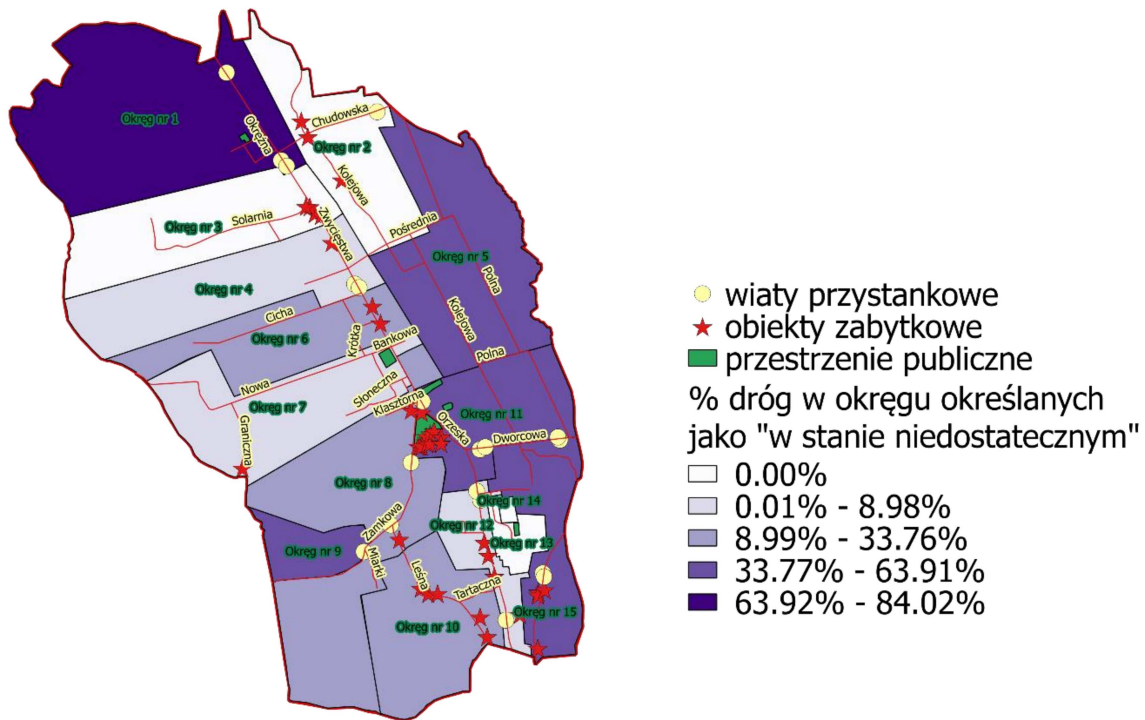 Okręg nr 1
Okrężna
Chudowska
Okręg nr 2
Kolejowa
Okręg nr 3
Solarnia
Zwycięstwa
Pośrednia
Okręg nr 5
Polna
Okręg nr 4
Cicha
Okręg nr 6
Krótka
Bankowa
Kolejowa
Polna
Nowa
Słoneczna
Klasztorna
Okręg nr 7
Graniczna
Orzeska
Okręg nr 11
Dworcowa
Okręg nr 8
Okręg nr 14
Zamkowa
Okręg nr 12
Okręg nr 13
Okręg nr 9
Miarki
Leśna
Tartaczna
Okręg nr 10
Okręg nr 15
wiaty przystankowe
obiekty zabytkowe
przestrzenie publiczne
% dróg w okręgu określanych
jako "w stanie niedostatecznym"
0.00%
0.01% - 8.98%
8.99% - 33.76%
33.77% - 63.91%
63.92% - 84.02%